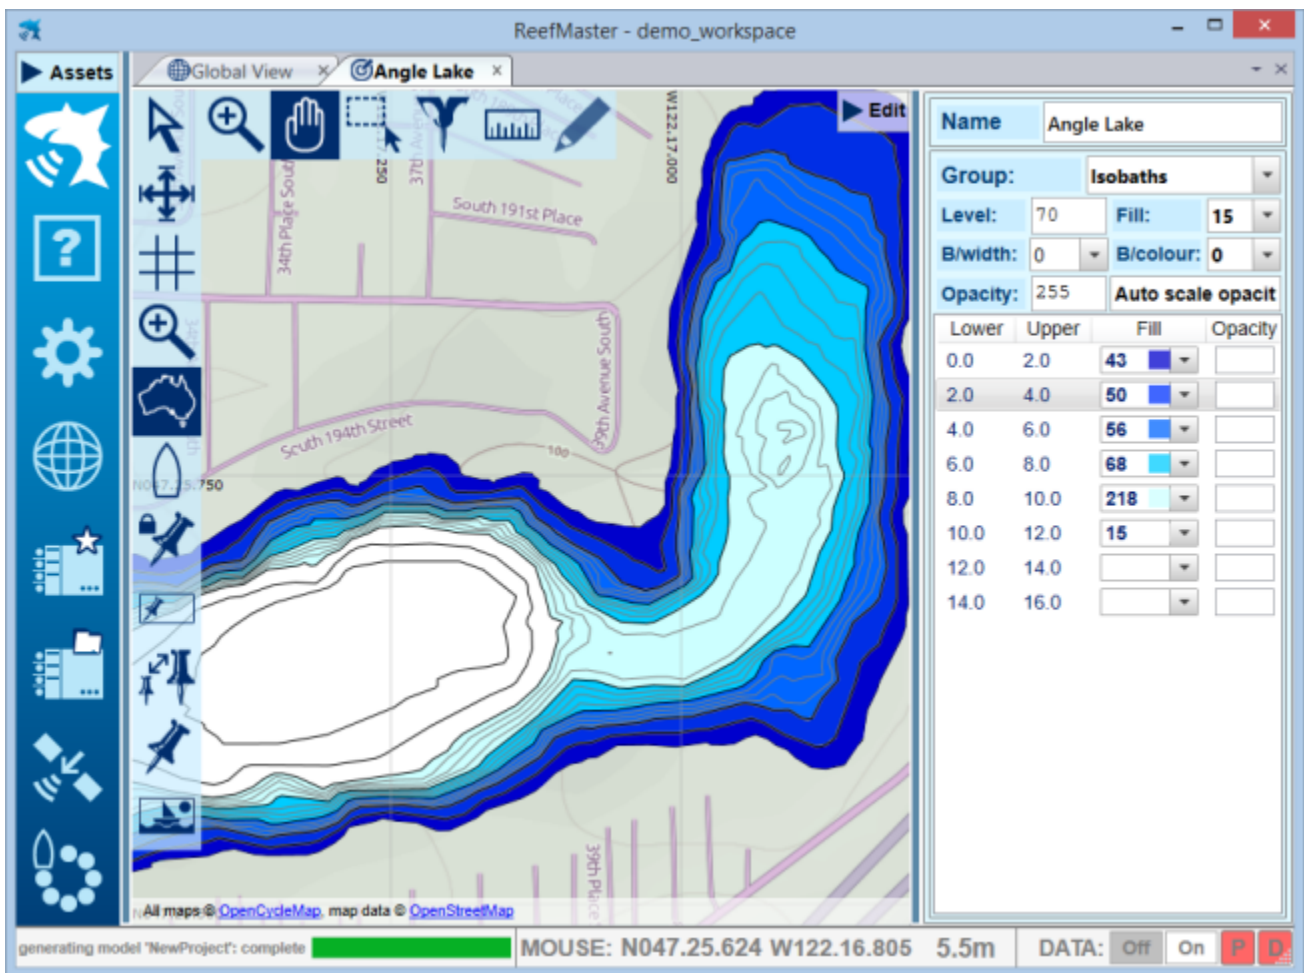 ReefMaster - demo_workspace
Assets
Global View x
Angle Lake x
Edit
Name Angle Lake
Group: Isobaths
Level: 70 Fill: 15
B/width: 0 B/colour: 0
Opacity: 255 Auto scale opacit
Lower Upper Fill Opacity
0.0 2.0 43
2.0 4.0 50
4.0 6.0 56
6.0 8.0 68
8.0 10.0 218
10.0 12.0 15
12.0 14.0
14.0 16.0
W122.17.000
37th Aven
34th Place South
South 191st Place
39th Avenue South
South 194th Street
100
N047.25.750
39th Place
All maps © OpenCycleMap, map data © OpenStreetMap
generating model 'NewProject': complete
MOUSE: N047.25.624 W122.16.805 5.5m
DATA: Off On P D